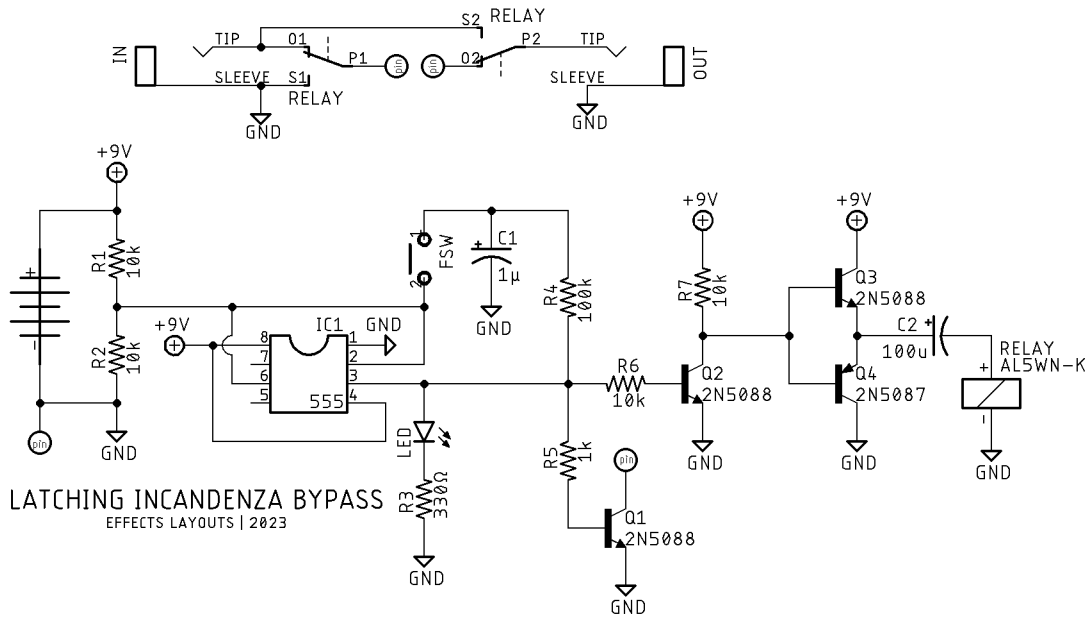 S2 RELAY
TIP O1 P2 TIP
IN P1 pin pin O2 OUT
SLEEVE S1 SLEEVE
RELAY
GND GND
+9V
+9V +9V
+ R1 10k
1 FSW 2
+ C1 1µ
R4 100k
R7 10k
Q3
2N5088
+9V IC1 GND GND
8 1
7 2
6 3
5 555 4
- R2 10k
C2 +
100u
RELAY
AL5WN-K
+
-
R6
10k
Q2
2N5088
Q4
2N5087
pin GND
LED
R5 1k
pin
GND GND GND
LATCHING INCANDENZA BYPASS
EFFECTS LAYOUTS | 2023
R3 330Ω
Q1
2N5088
GND
GND